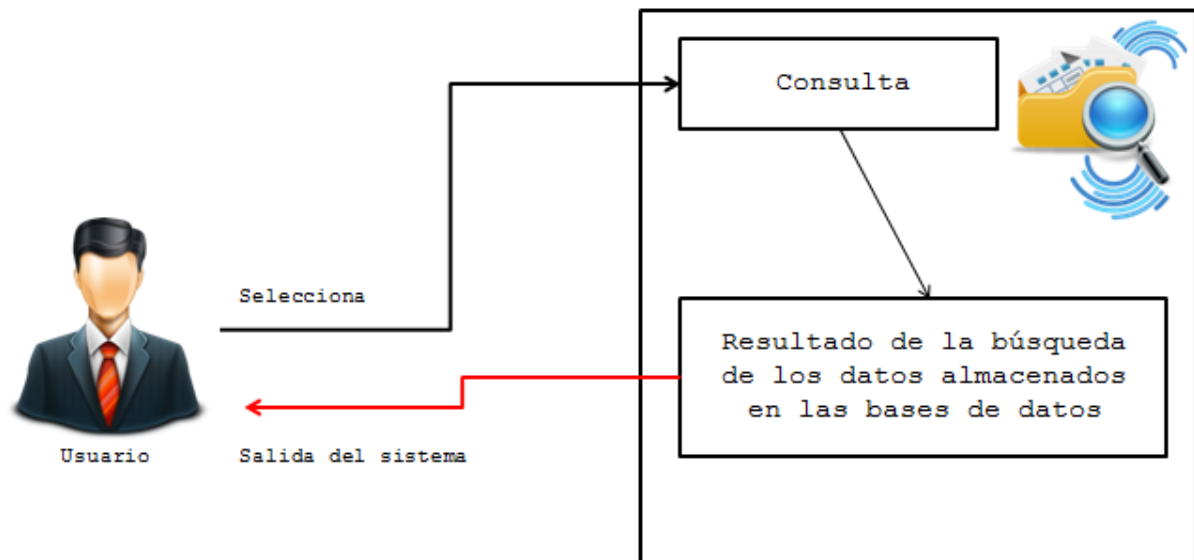 Consulta
Selecciona
Resultado de la búsqueda
de los datos almacenados
en las bases de datos
Usuario
Salida del sistema